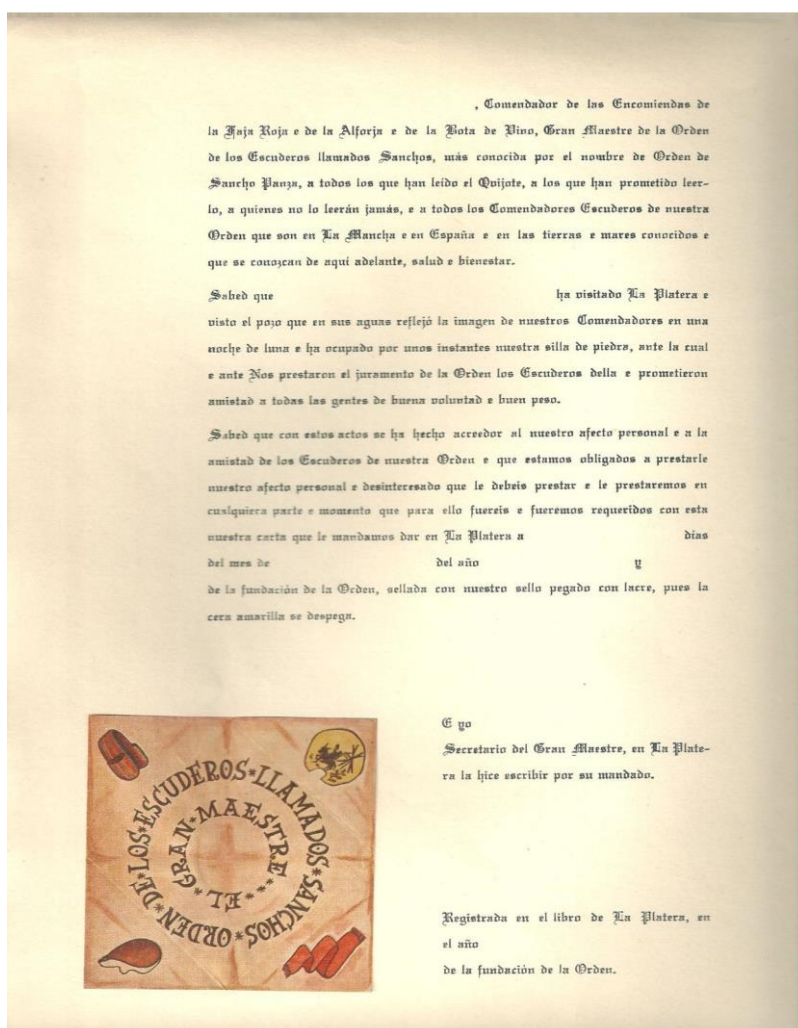 , Comendador de las Encomiendas de
la Faja Roja e de la Alforja e de la Bota de Vino, Gran Maestre de la Orden
de los Escuderos llamados Sanchos, más conocida por el nombre de Orden de
Sancho Panza, a todos los que han leído el Quijote, a los que han prometido leer-
lo, a quienes no lo leerán jamás, e a todos los Comendadores Escuderos de nuestra
Orden que son en La Mancha e en España e en las tierras e mares conocidos e
que se conozcan de aquí adelante, salud e bienestar.
Sabed que ha visitado La Platera e
visto el pozo que en sus aguas reflejó la imagen de nuestros Comendadores en una
noche de luna e ha ocupado por unos instantes nuestra silla de piedra, ante la cual
e ante Nos prestaron el juramento de la Orden los Escuderos della e prometieron
amistad a todas las gentes de buena voluntad e buen peso.
Sabed que con estos actos se ha hecho acreedor al nuestro afecto personal e a la
amistad de los Escuderos de nuestra Orden e que estamos obligados a prestarle
nuestro afecto personal e desinteresado que le debeis prestar e le prestaremos en
cualquiera parte e momento que para ello fuereis e fueremos requeridos con esta
nuestra carta que le mandamos dar en La Platera a días
del mes de del año y
de la fundación de la Orden, sellada con nuestro sello pegado con lacre, pues la
cera amarilla se despega.
E yo
Secretario del Gran Maestre, en La Plate-
ra la hice escribir por su mandado.
ORDEN*DE*LOS*ESCUDEROS*LLAMADOS*SANCHOS
*EL*GRAN*MAESTRE***
Registrada en el libro de La Platera, en
el año
de la fundación de la Orden.